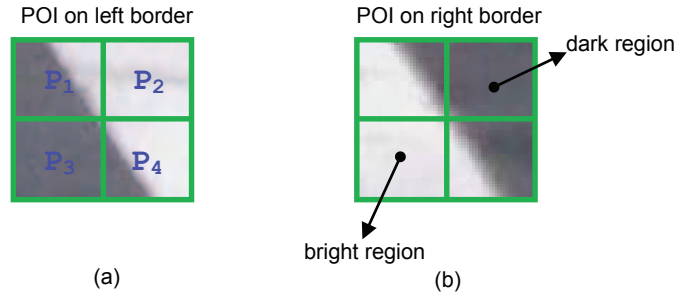 POI on left border
POI on right border
P1
P2
P3
P4
dark region
bright region
(a)
(b)